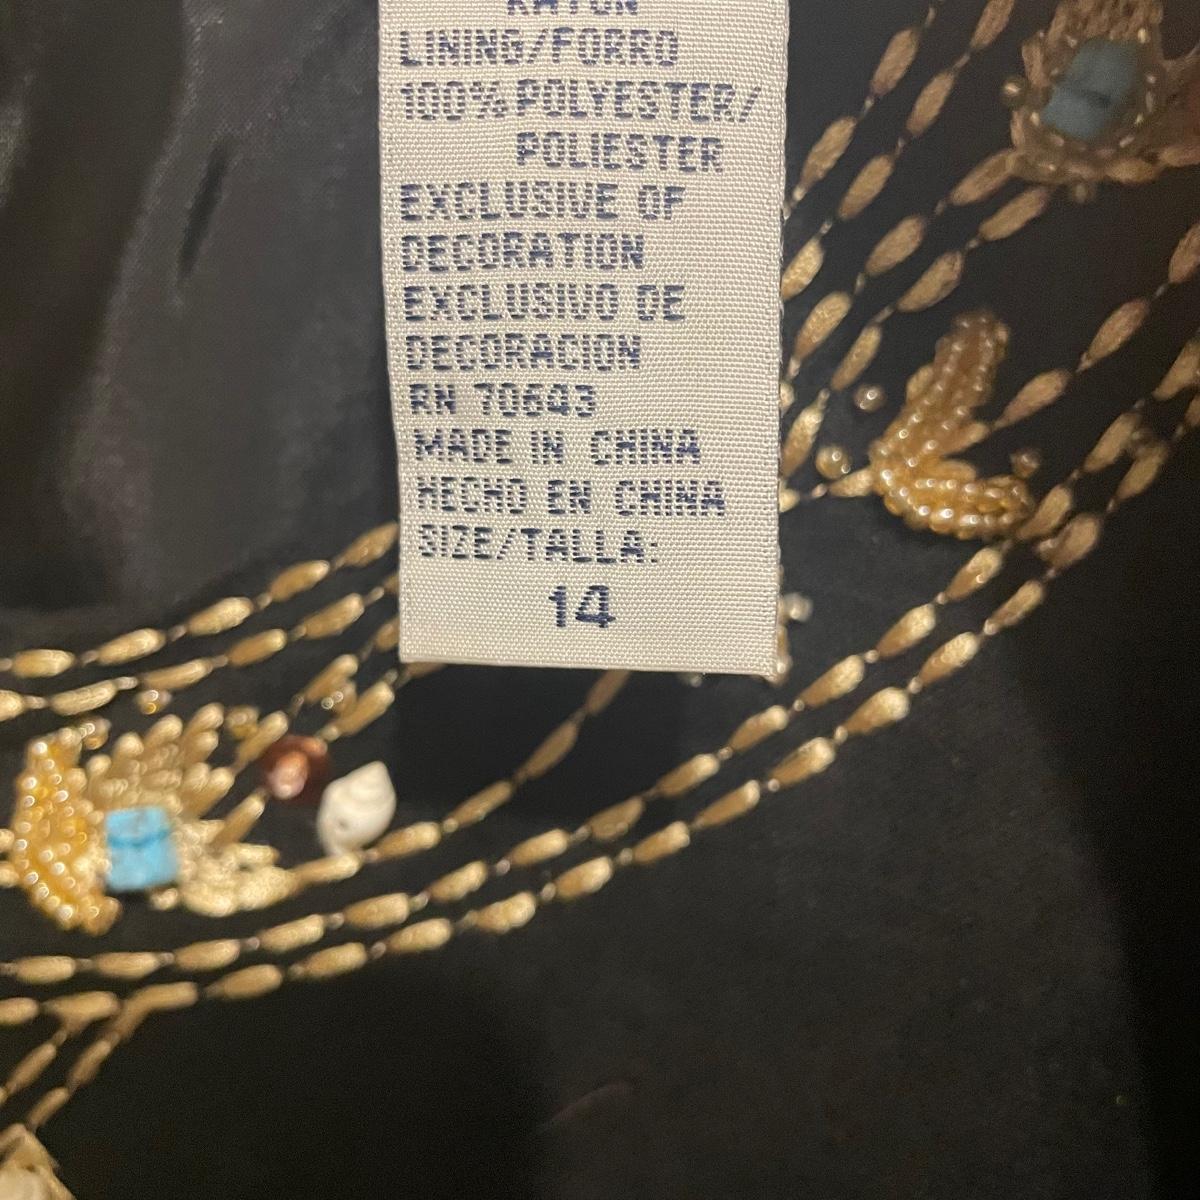 RAYON
LINING/FORRO
100% POLYESTER/
POLIESTER
EXCLUSIVE OF
DECORATION
EXCLUSIVO DE
DECORACION
RN 70643
MADE IN CHINA
HECHO EN CHINA
SIZE/TALLA:
14